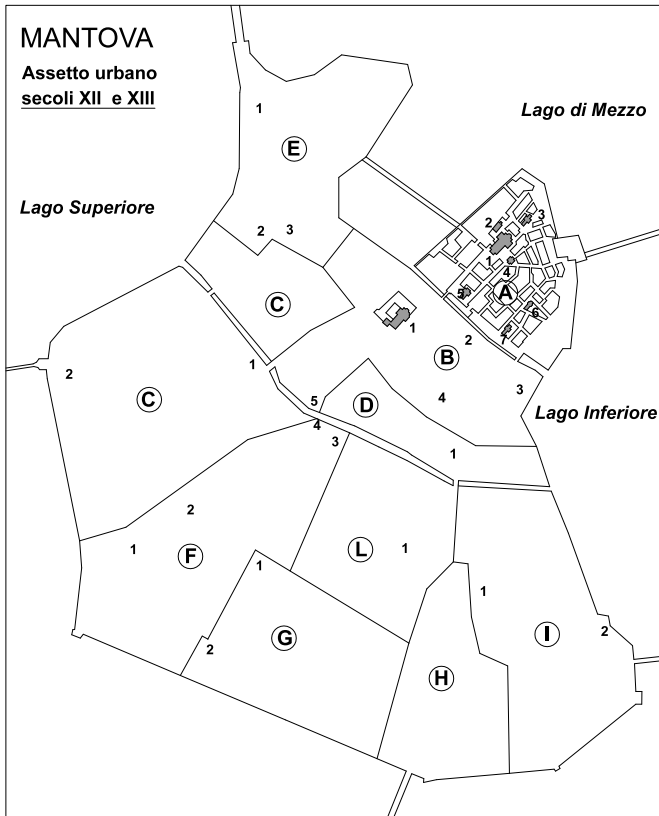 MANTOVA
Assetto urbano
secoli XII e XIII
Lago di Mezzo
Lago Superiore
Lago Inferiore
1
E
2 3
2
3
1
4
A
5
6
7
C
1
B
2
3
4
5
D
1
C
2
1
4
3
2
F
1
L
1
1
G
2
H
1
I
2